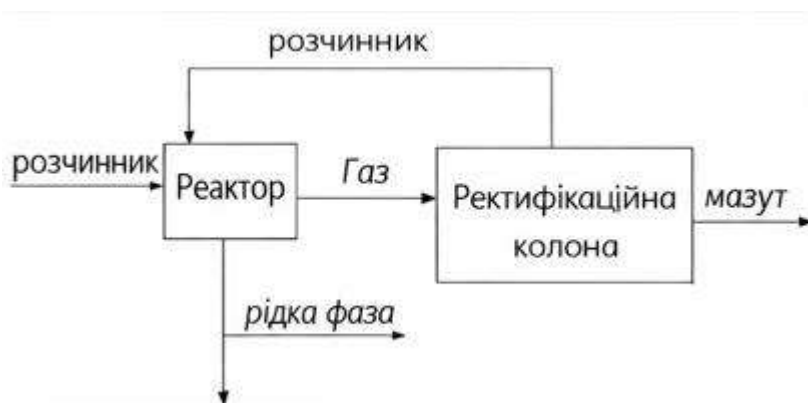 розчинник
розчинник
Реактор
Газ
Ректифікаційна
колона
мазут
рідка фаза